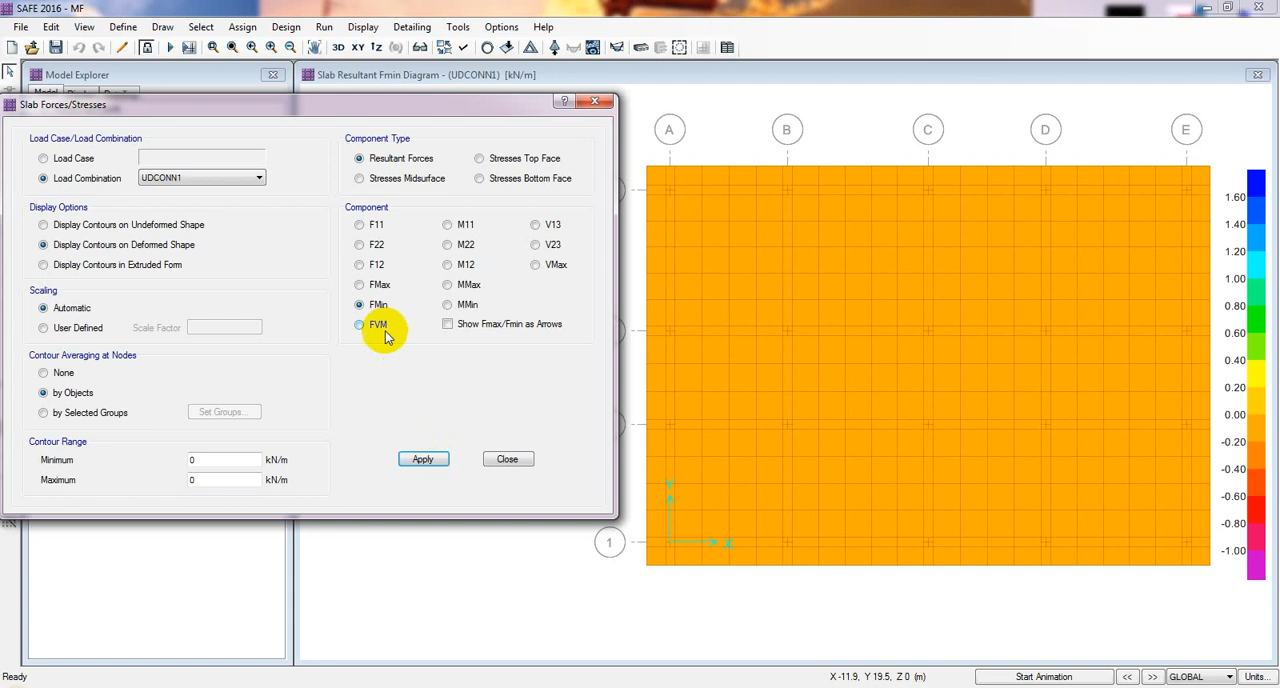 SAFE 2016 - MF
File Edit View Define Draw Select Assign Design Run Display Detailing Tools Options Help
3D XY
Model Explorer
Slab Resultant Fmin Diagram - (UDCONN1) [kN/m]
Slab Forces/Stresses
Load Case/Load Combination
Load Case
Load Combination UDCONN1
Display Options
Display Contours on Undeformed Shape
Display Contours on Deformed Shape
Display Contours in Extruded Form
Scaling
Automatic
User Defined Scale Factor
Contour Averaging at Nodes
None
by Objects
by Selected Groups Set Groups...
Contour Range
Minimum 0 kN/m
Maximum 0 kN/m
Component Type
Resultant Forces Stresses Top Face
Stresses Midsurface Stresses Bottom Face
Component
F11 M11 V13
F22 M22 V23
F12 M12 VMax
FMax MMax
FMin MMin
FVM Show Fmax/Fmin as Arrows
Apply Close
A B C D E
1
Y
X
1.60
1.40
1.20
1.00
0.80
0.60
0.40
0.20
0.00
-0.20
-0.40
-0.60
-0.80
-1.00
Ready
X -11.9, Y 19.5, Z 0 (m)
Start Animation << >> GLOBAL Units...